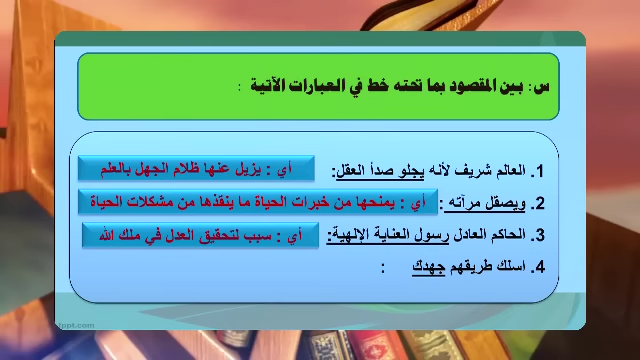 س: بين المقصود بما تحته خط في العبارات الآتية :
1. العالم شريف لأنه يجلو صدأ العقل: أي : يزيل عنها ظلام الجهل بالعلم
2. ويصقل مرآته : أي : يمنحها من خبرات الحياة ما ينقذها من مشكلات الحياة
3. الحاكم العادل رسول العناية الإلهية: أي : سبب لتحقيق العدل في ملك الله
4. اسلك طريقهم جهدك :
fppt.com